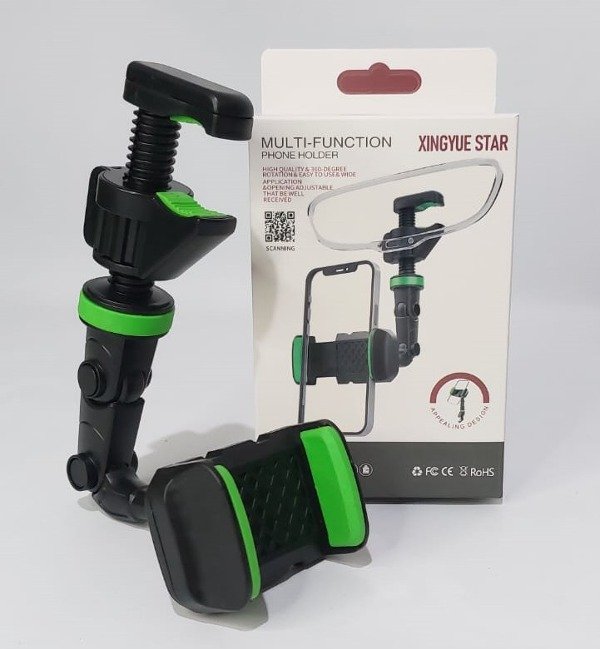 MULTI-FUNCTION
PHONE HOLDER
XINGYUE STAR
HIGH QUALITY & 360-DEGREE
ROTATION & EASY TO USE & WIDE
APPLICATION
&OPENING ADJUSTABLE
THAT BE WELL
RECEIVED
SCANNING
APPEALING DESIGN
FC CE RoHS